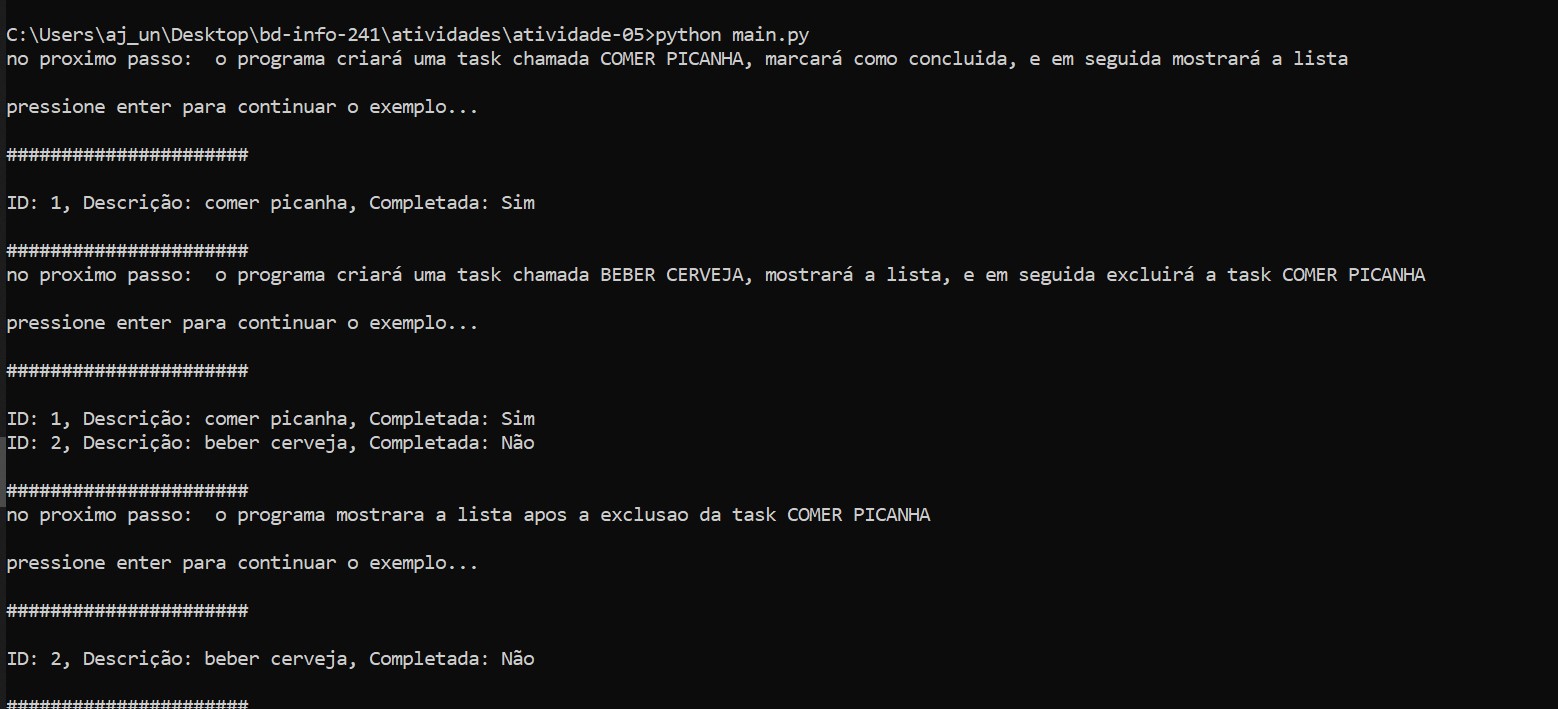 C:\Users\aj_un\Desktop\bd-info-241\atividades\atividade-05>python main.py
no proximo passo:  o programa criará uma task chamada COMER PICANHA, marcará como concluida, e em seguida mostrará a lista
pressione enter para continuar o exemplo...
######################
ID: 1, Descrição: comer picanha, Completada: Sim
######################
no proximo passo:  o programa criará uma task chamada BEBER CERVEJA, mostrará a lista, e em seguida excluirá a task COMER PICANHA
pressione enter para continuar o exemplo...
######################
ID: 1, Descrição: comer picanha, Completada: Sim
ID: 2, Descrição: beber cerveja, Completada: Não
######################
no proximo passo:  o programa mostrara a lista apos a exclusao da task COMER PICANHA
pressione enter para continuar o exemplo...
######################
ID: 2, Descrição: beber cerveja, Completada: Não
######################